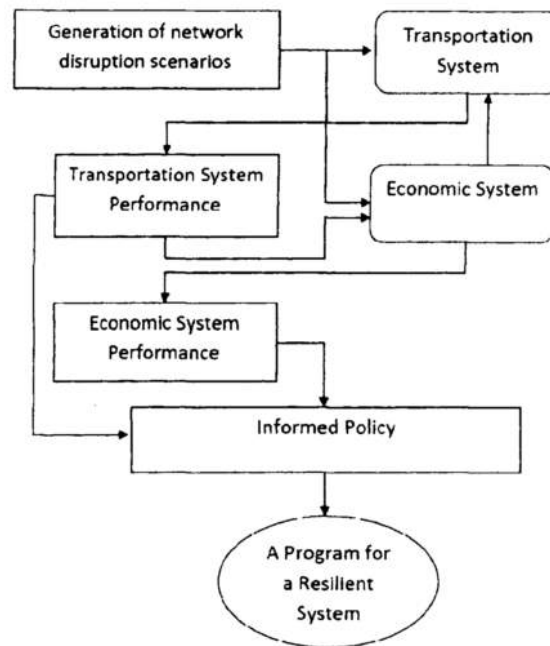 Generation of network
disruption scenarios
Transportation
System
Transportation System
Performance
Economic System
Economic System
Performance
Informed Policy
A Program for
a Resilient
System